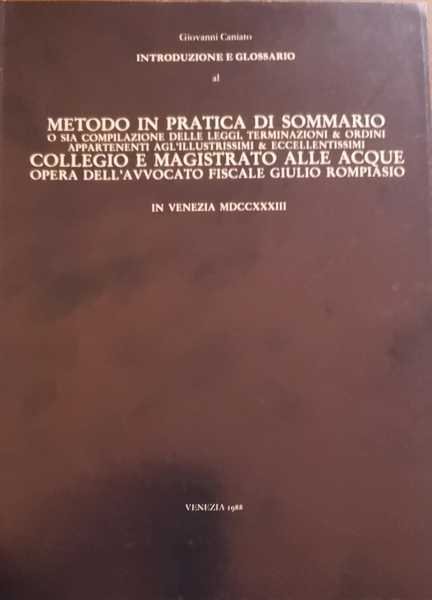 Giovanni Caniato
INTRODUZIONE E GLOSSARIO
al
METODO IN PRATICA DI SOMMARIO
O SIA COMPILAZIONE DELLE LEGGI, TERMINAZIONI & ORDINI
APPARTENENTI AGL'ILLUSTRISSIMI & ECCELLENTISSIMI
COLLEGIO E MAGISTRATO ALLE ACQUE
OPERA DELL'AVVOCATO FISCALE GIULIO ROMPIASIO
IN VENEZIA MDCCXXXIII
VENEZIA 1988